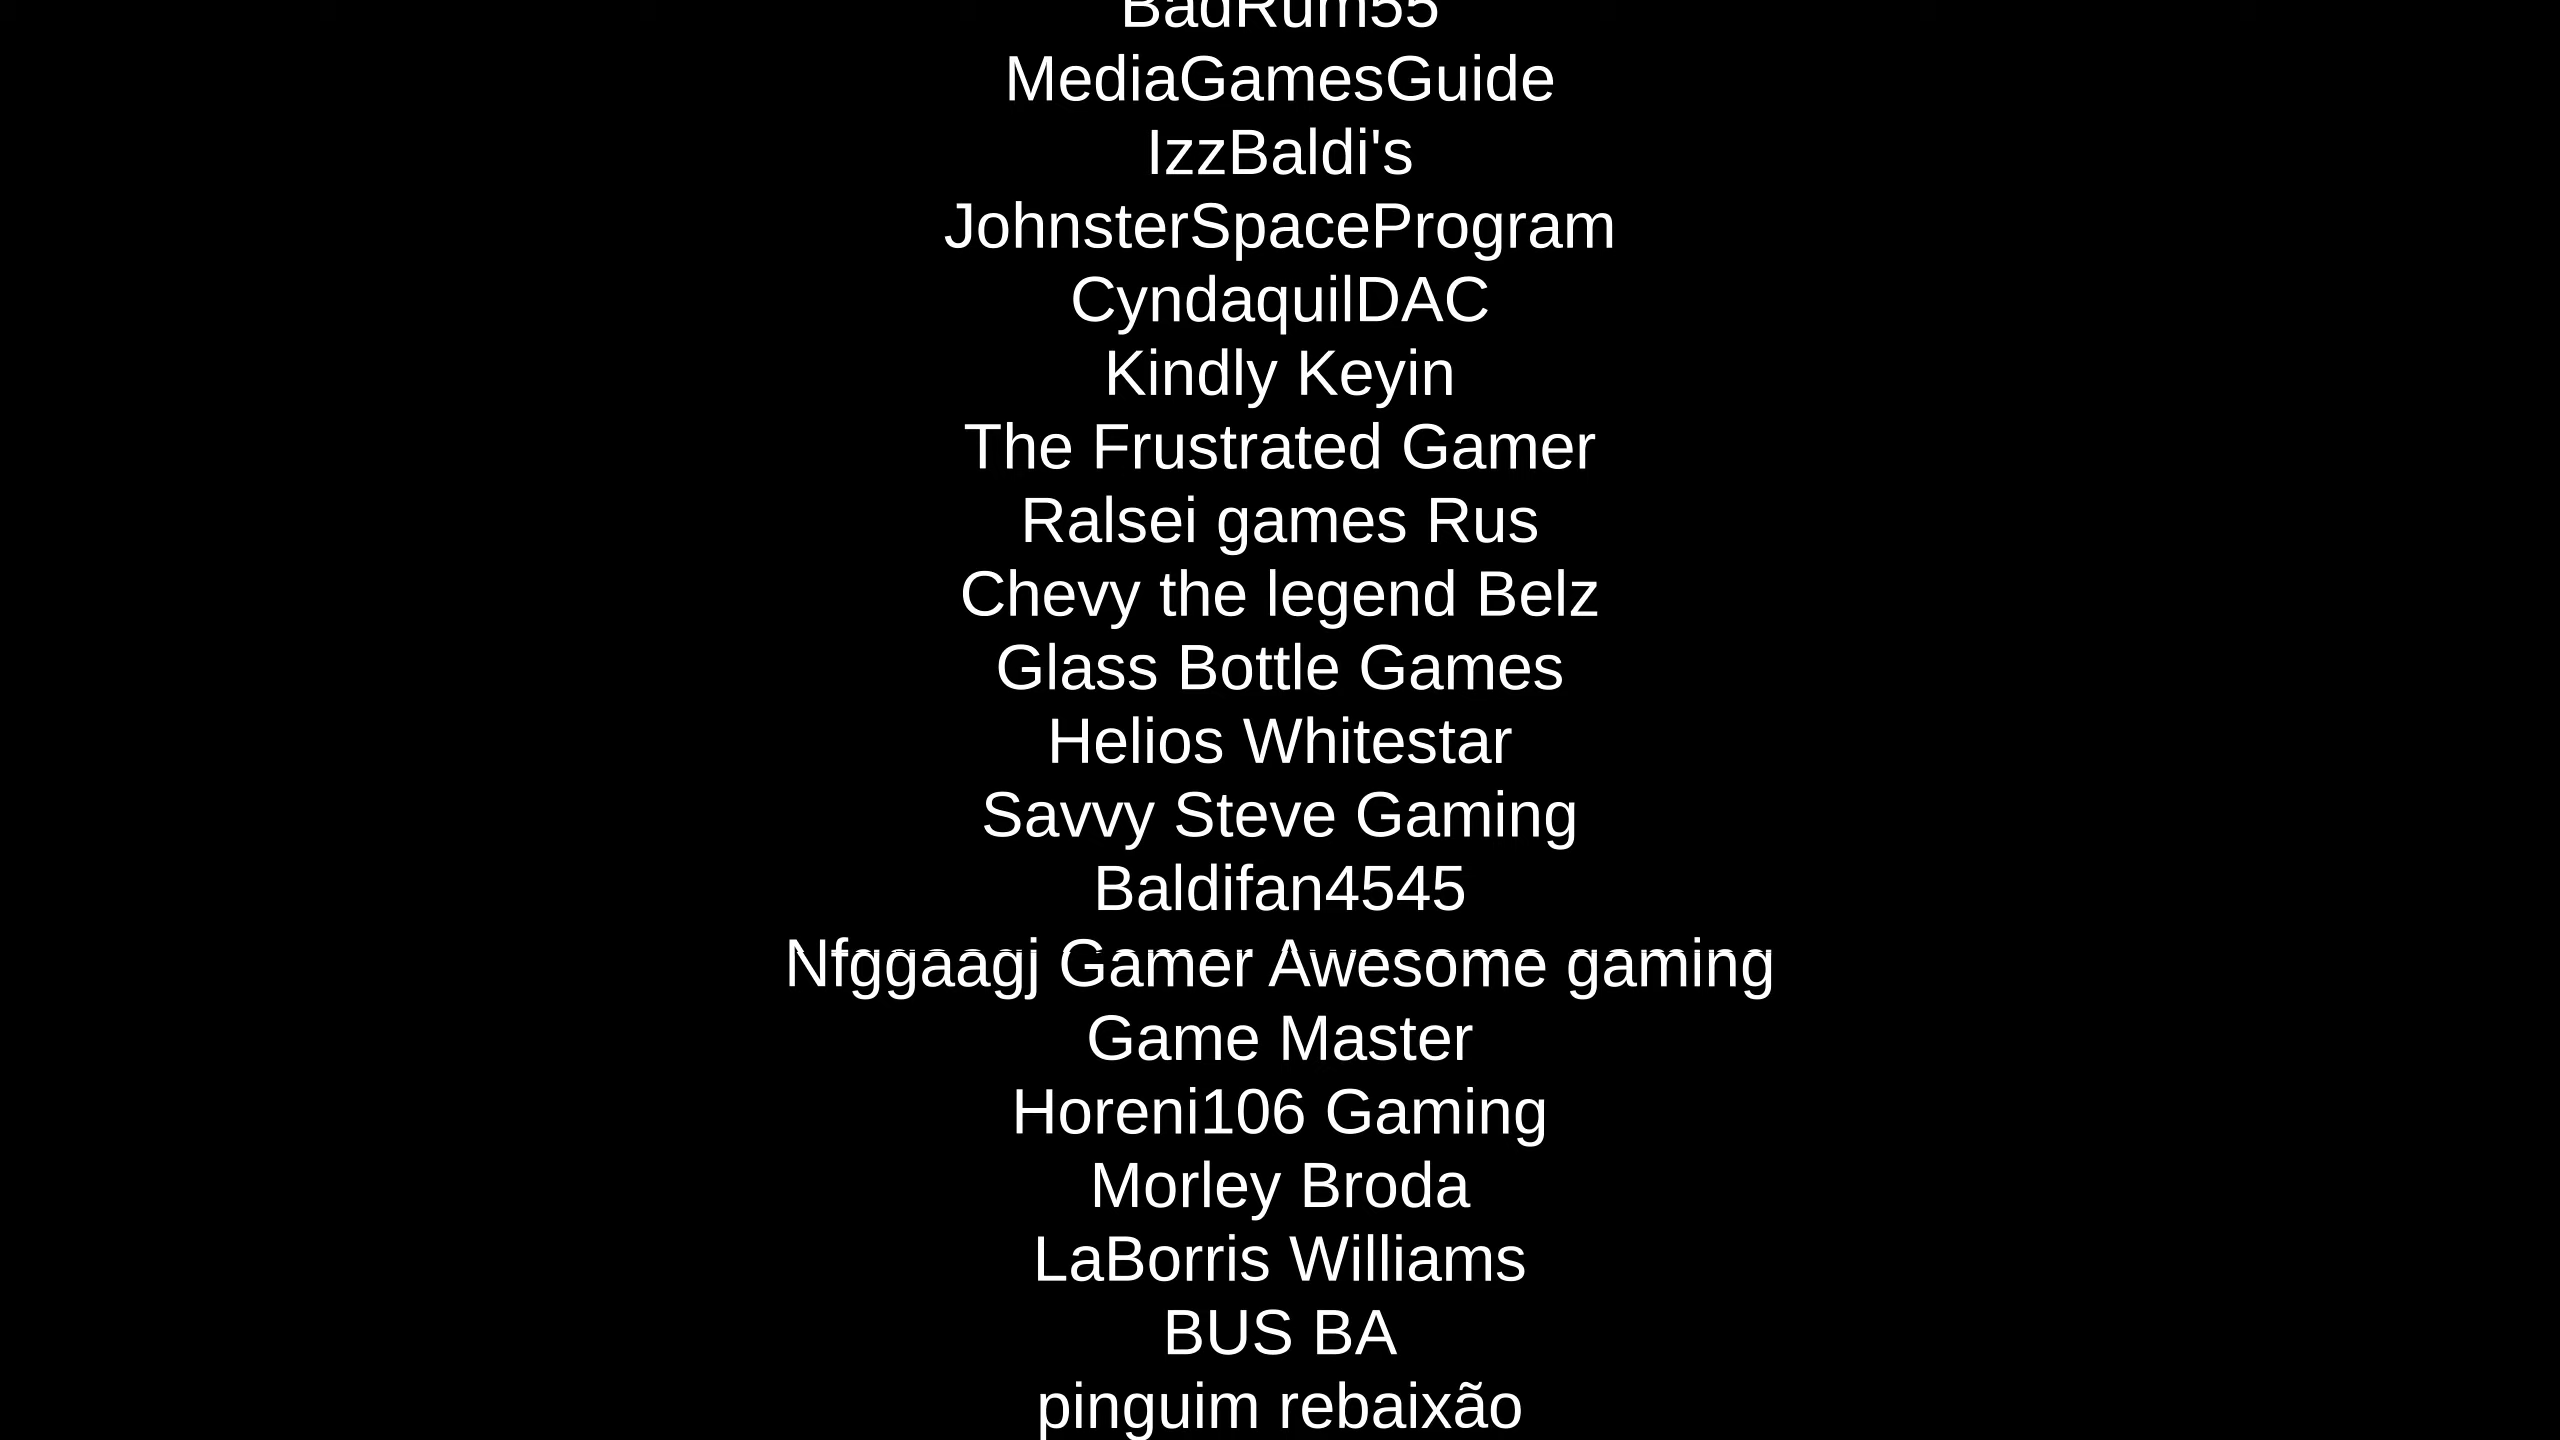 BadRum55
MediaGamesGuide
IzzBaldi's
JohnsterSpaceProgram
CyndaquilDAC
Kindly Keyin
The Frustrated Gamer
Ralsei games Rus
Chevy the legend Belz
Glass Bottle Games
Helios Whitestar
Savvy Steve Gaming
Baldifan4545
Nfggaagj Gamer Awesome gaming
Game Master
Horeni106 Gaming
Morley Broda
LaBorris Williams
BUS BA
pinguim rebaixão